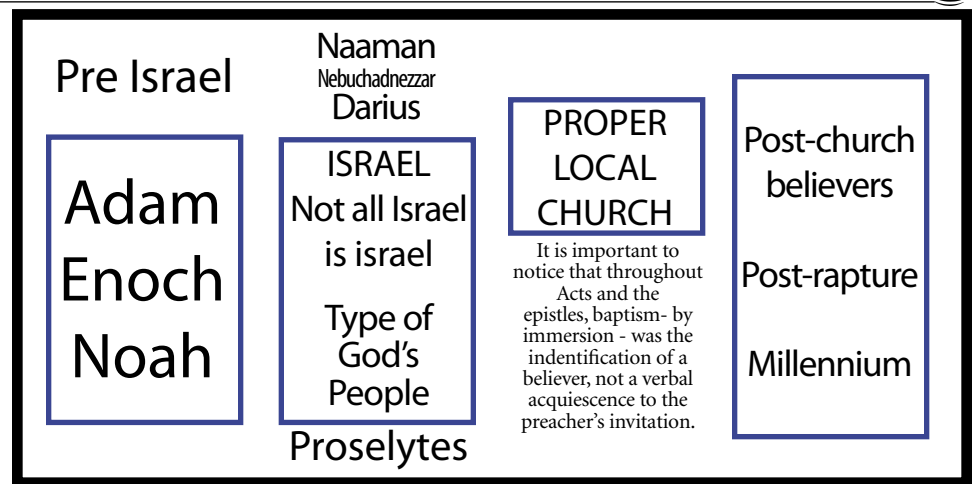 Pre Israel
Adam
Enoch
Noah
Naaman
Nebuchadnezzar
Darius
ISRAEL
Not all Israel
is israel
Type of
God's
People
Proselytes
PROPER
LOCAL
CHURCH
It is important to
notice that throughout
Acts and the
epistles, baptism- by
immersion - was the
indentification of a
believer, not a verbal
acquiescence to the
preacher's invitation.
Post-church
believers
Post-rapture
Millennium